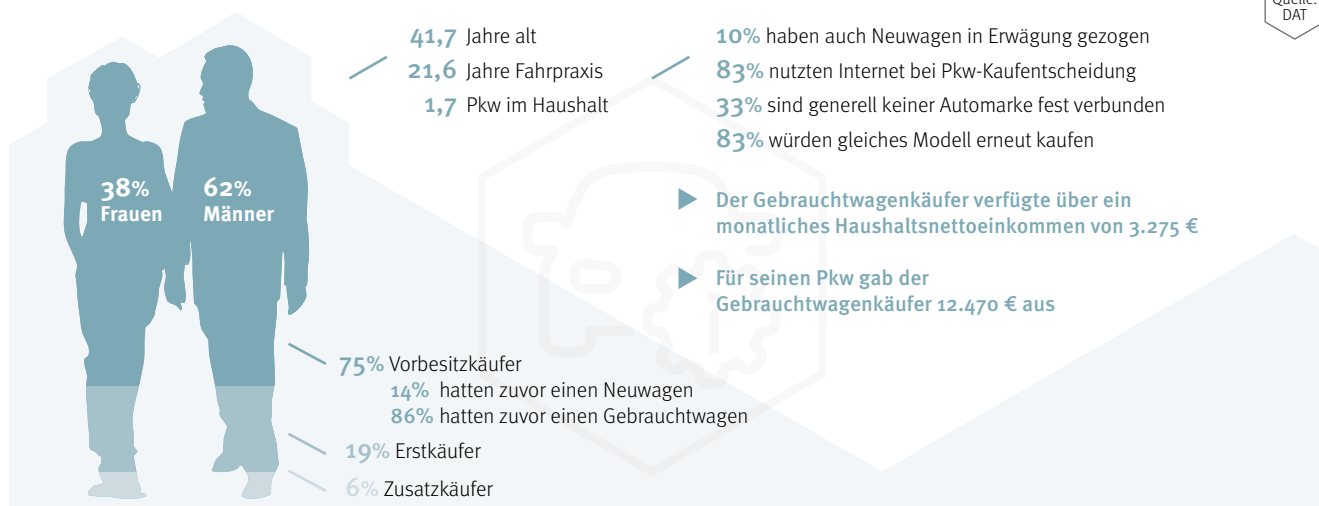 Quelle:
DAT
41,7 Jahre alt
21,6 Jahre Fahrpraxis
1,7 Pkw im Haushalt
10% haben auch Neuwagen in Erwägung gezogen
83% nutzten Internet bei Pkw-Kaufentscheidung
33% sind generell keiner Automarke fest verbunden
83% würden gleiches Modell erneut kaufen
38%
Frauen
62%
Männer
Der Gebrauchtwagenkäufer verfügte über ein
monatliches Haushaltsnettoeinkommen von 3.275 €
Für seinen Pkw gab der
Gebrauchtwagenkäufer 12.470 € aus
75% Vorbesitzkäufer
14% hatten zuvor einen Neuwagen
86% hatten zuvor einen Gebrauchtwagen
19% Erstkäufer
6% Zusatzkäufer